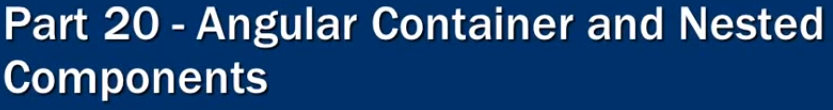 Part 20 - Angular Container and Nested
Components